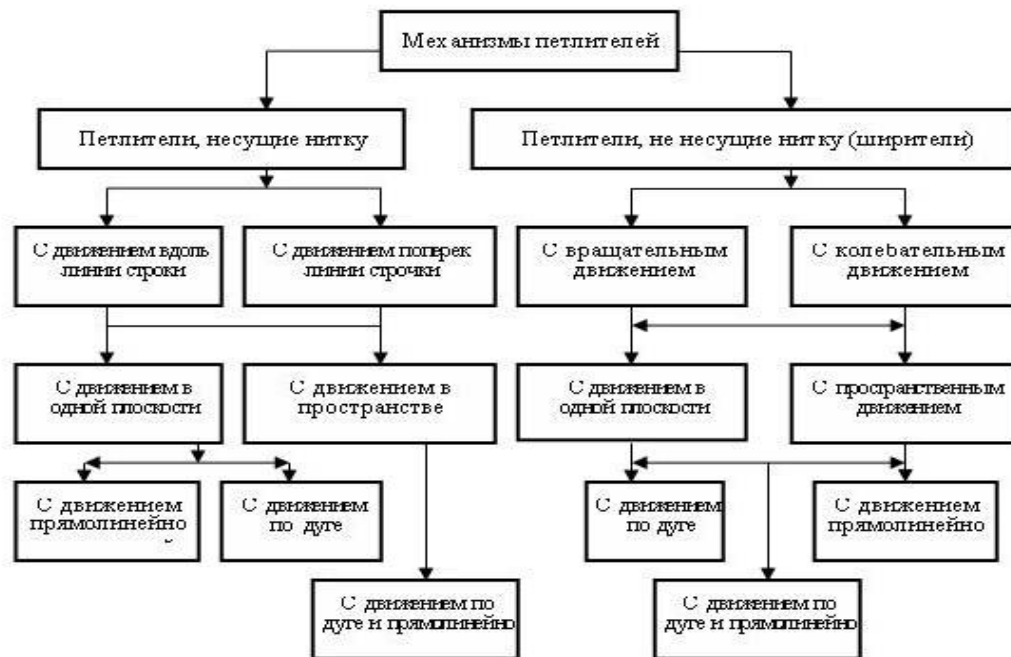 Механизмы петлителей
Петлители, несущие нитку
Петлители, не несущие нитку (ширители)
С движением вдоль
линии строки
С движением поперек
линии строчки
С вращательным
движением
С колебательным
движением
С движением в
одной плоскости
С движением в
пространстве
С движением в
одной плоскости
С пространственным
движением
С движением
прямолинейно
С движением
по дуге
С движением
по дуге
С движением
прямолинейно
С движением по
дуге и прямолинейно
С движением по
дуге и прямолинейно